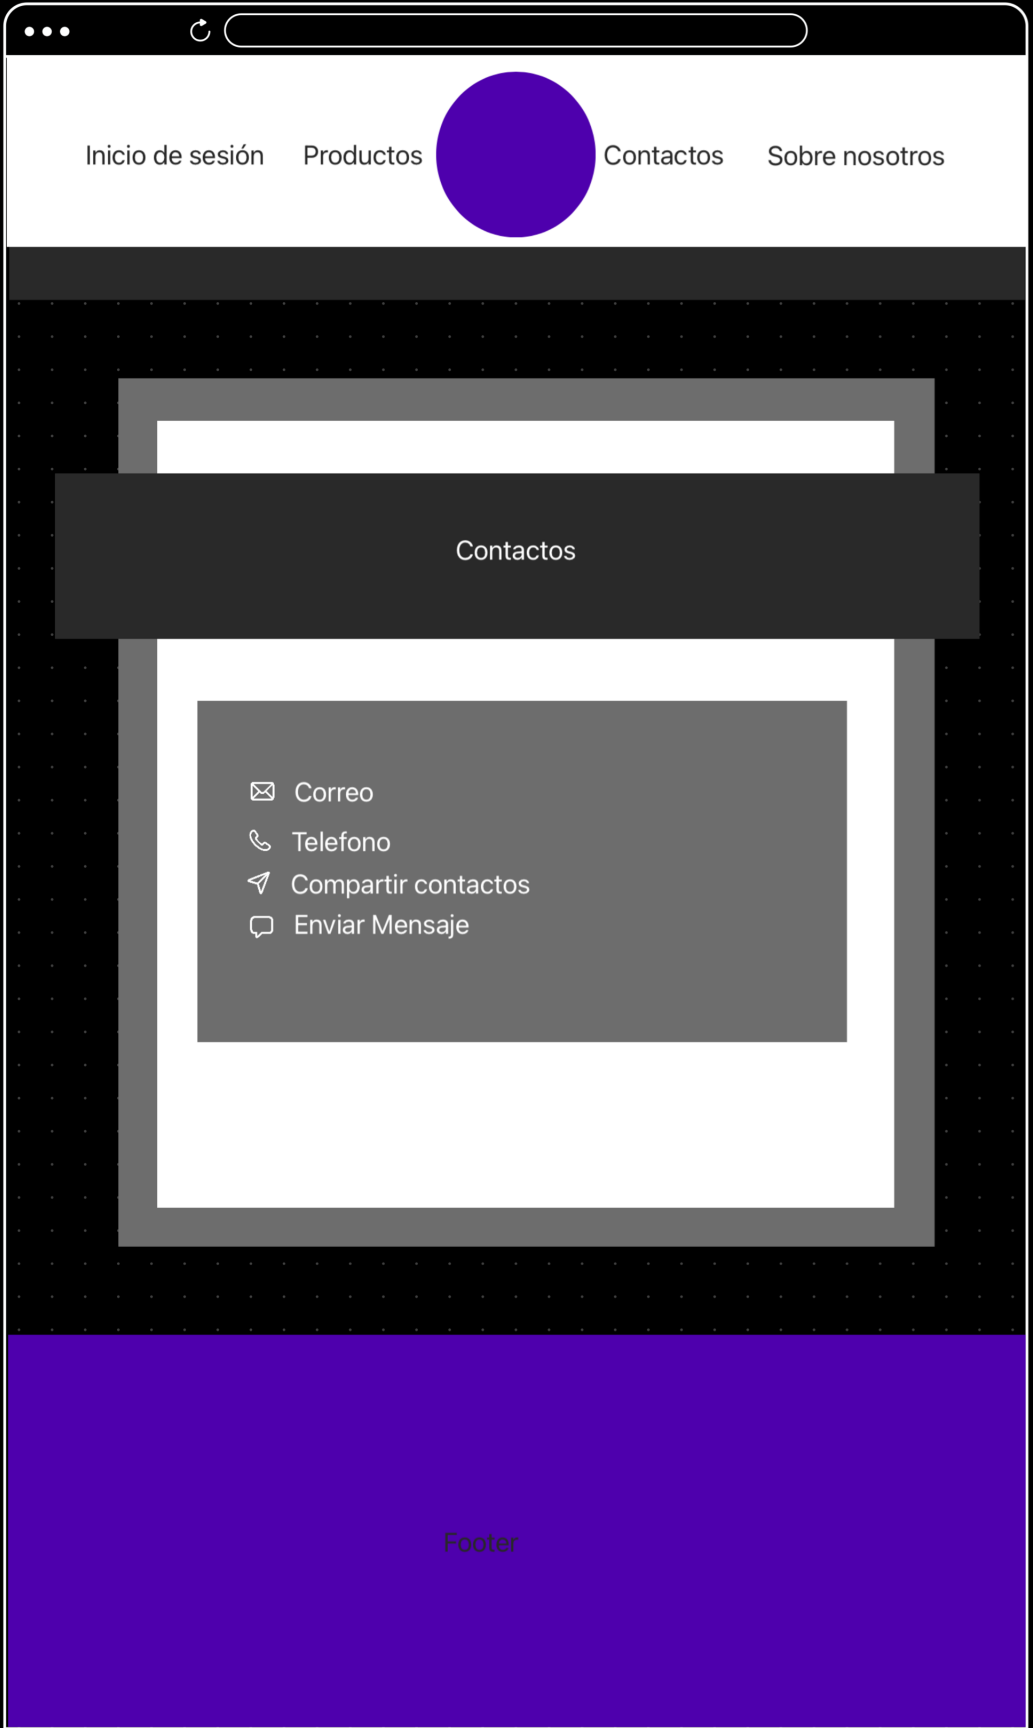 Inicio de sesión Productos Contactos Sobre nosotros
Contactos
Correo
Telefono
Compartir contactos
Enviar Mensaje
Footer